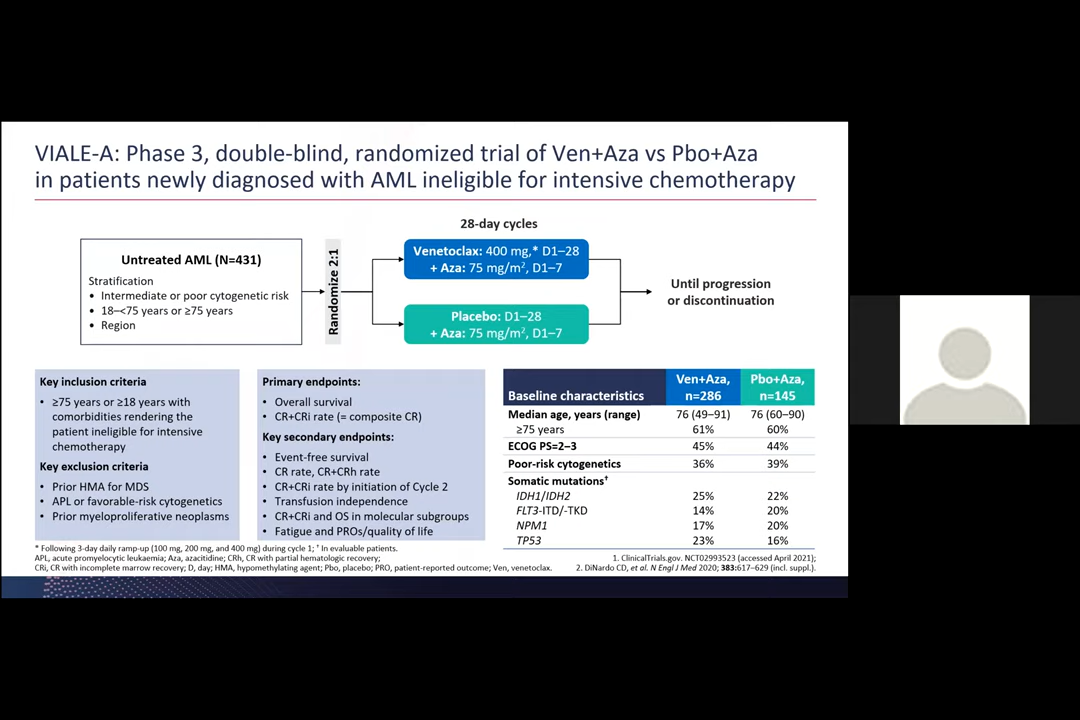 VIALE-A: Phase 3, double-blind, randomized trial of Ven+Aza vs Pbo+Aza
in patients newly diagnosed with AML ineligible for intensive chemotherapy
28-day cycles
Untreated AML (N=431)
Stratification
• Intermediate or poor cytogenetic risk
• 18–<75 years or ≥75 years
• Region
Randomize 2:1
Venetoclax: 400 mg,* D1–28
+ Aza: 75 mg/m², D1–7
Placebo: D1–28
+ Aza: 75 mg/m², D1–7
Until progression
or discontinuation
Key inclusion criteria
• ≥75 years or ≥18 years with
comorbidities rendering the
patient ineligible for intensive
chemotherapy
Key exclusion criteria
• Prior HMA for MDS
• APL or favorable-risk cytogenetics
• Prior myeloproliferative neoplasms
Primary endpoints:
• Overall survival
• CR+CRi rate (= composite CR)
Key secondary endpoints:
• Event-free survival
• CR rate, CR+CRh rate
• CR+CRi rate by initiation of Cycle 2
• Transfusion independence
• CR+CRi and OS in molecular subgroups
• Fatigue and PROs/quality of life
Baseline characteristics Ven+Aza, n=286 Pbo+Aza, n=145
Median age, years (range) 76 (49–91) 76 (60–90)
≥75 years 61% 60%
ECOG PS=2–3 45% 44%
Poor-risk cytogenetics 36% 39%
Somatic mutations†
IDH1/IDH2 25% 22%
FLT3-ITD/-TKD 14% 20%
NPM1 17% 20%
TP53 23% 16%
* Following 3-day daily ramp-up (100 mg, 200 mg, and 400 mg) during cycle 1; † In evaluable patients.
APL, acute promyelocytic leukaemia; Aza, azacitidine; CRh, CR with partial hematologic recovery;
CRi, CR with incomplete marrow recovery; D, day; HMA, hypomethylating agent; Pbo, placebo; PRO, patient-reported outcome; Ven, venetoclax.
1. ClinicalTrials.gov. NCT02993523 (accessed April 2021);
2. DiNardo CD, et al. N Engl J Med 2020; 383:617–629 (incl. suppl.).